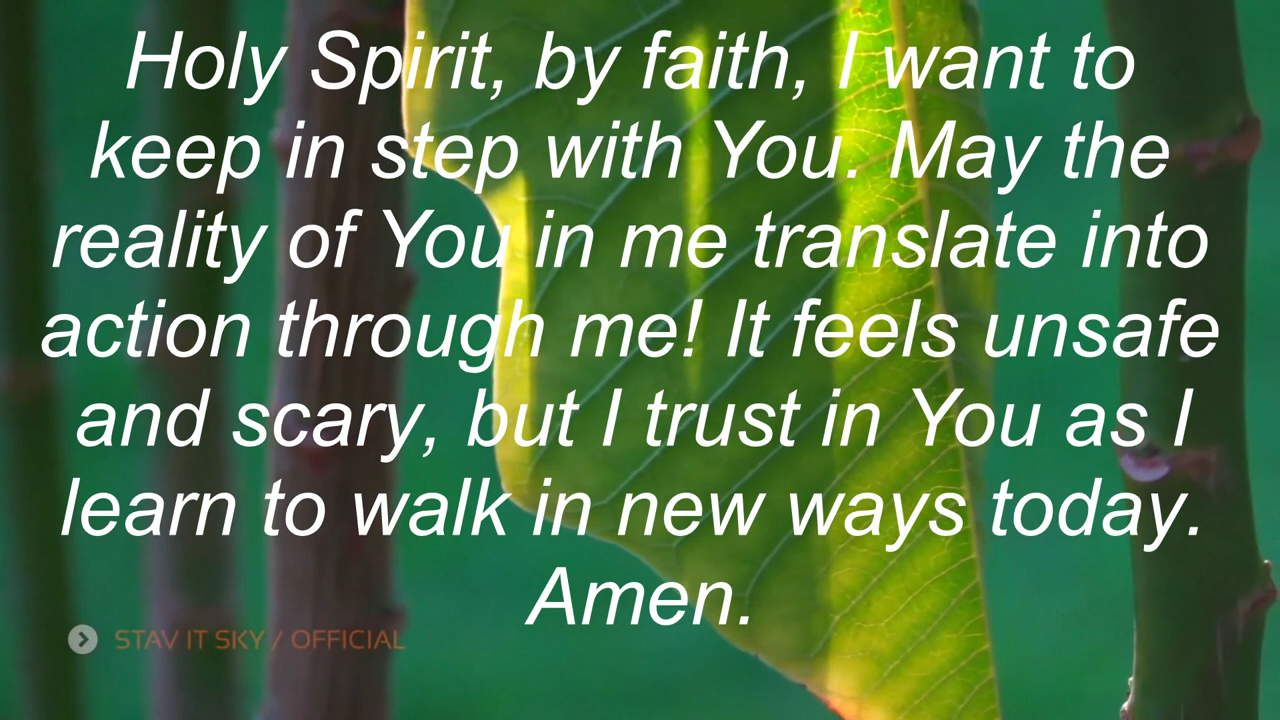 Holy Spirit, by faith, I want to
keep in step with You. May the
reality of You in me translate into
action through me! It feels unsafe
and scary, but I trust in You as I
learn to walk in new ways today.
Amen.
STAV IT SKY / OFFICIAL